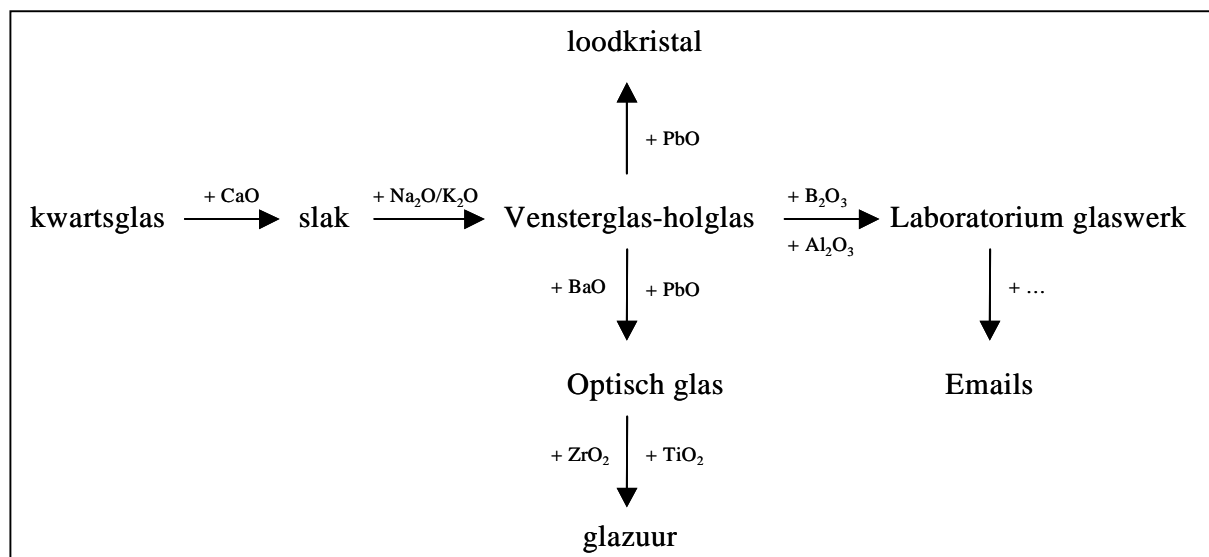 loodkristal
+ PbO
kwartsglas
+ CaO
slak
+ Na₂O/K₂O
Vensterglas-holglas
+ B₂O₃
+ Al₂O₃
Laboratorium glaswerk
+ BaO
+ PbO
+ ...
Optisch glas
Emails
+ ZrO₂
+ TiO₂
glazuur